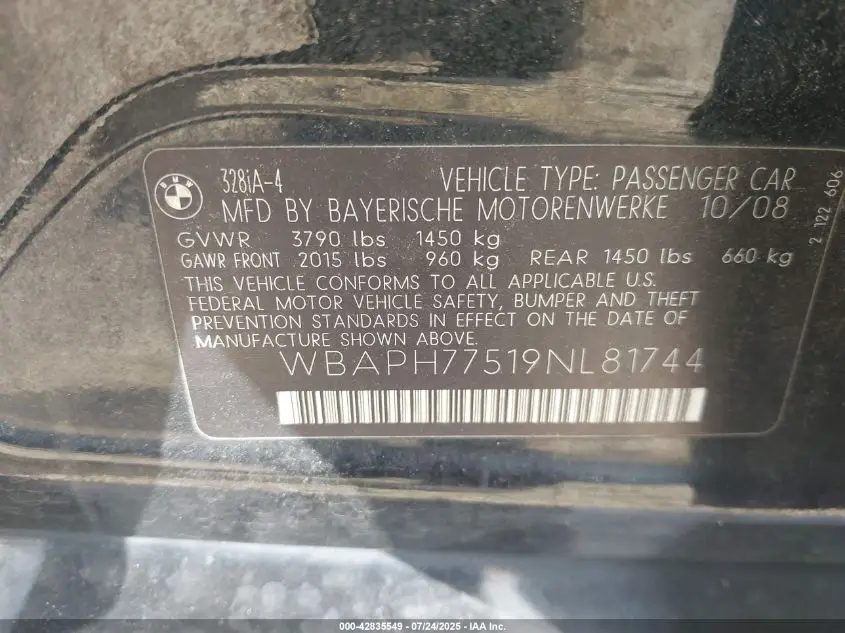 BMW
328iA-4 VEHICLE TYPE: PASSENGER CAR
MFD BY BAYERISCHE MOTORENWERKE 10/08
GVWR 3790 lbs 1450 kg
GAWR FRONT 2015 lbs 960 kg REAR 1450 lbs 660 kg
THIS VEHICLE CONFORMS TO ALL APPLICABLE U.S.
FEDERAL MOTOR VEHICLE SAFETY, BUMPER AND THEFT
PREVENTION STANDARDS IN EFFECT ON THE DATE OF
MANUFACTURE SHOWN ABOVE.
WBAPH77519NL81744
2 122 606
000-42835549 - 07/24/2025 - IAA Inc.